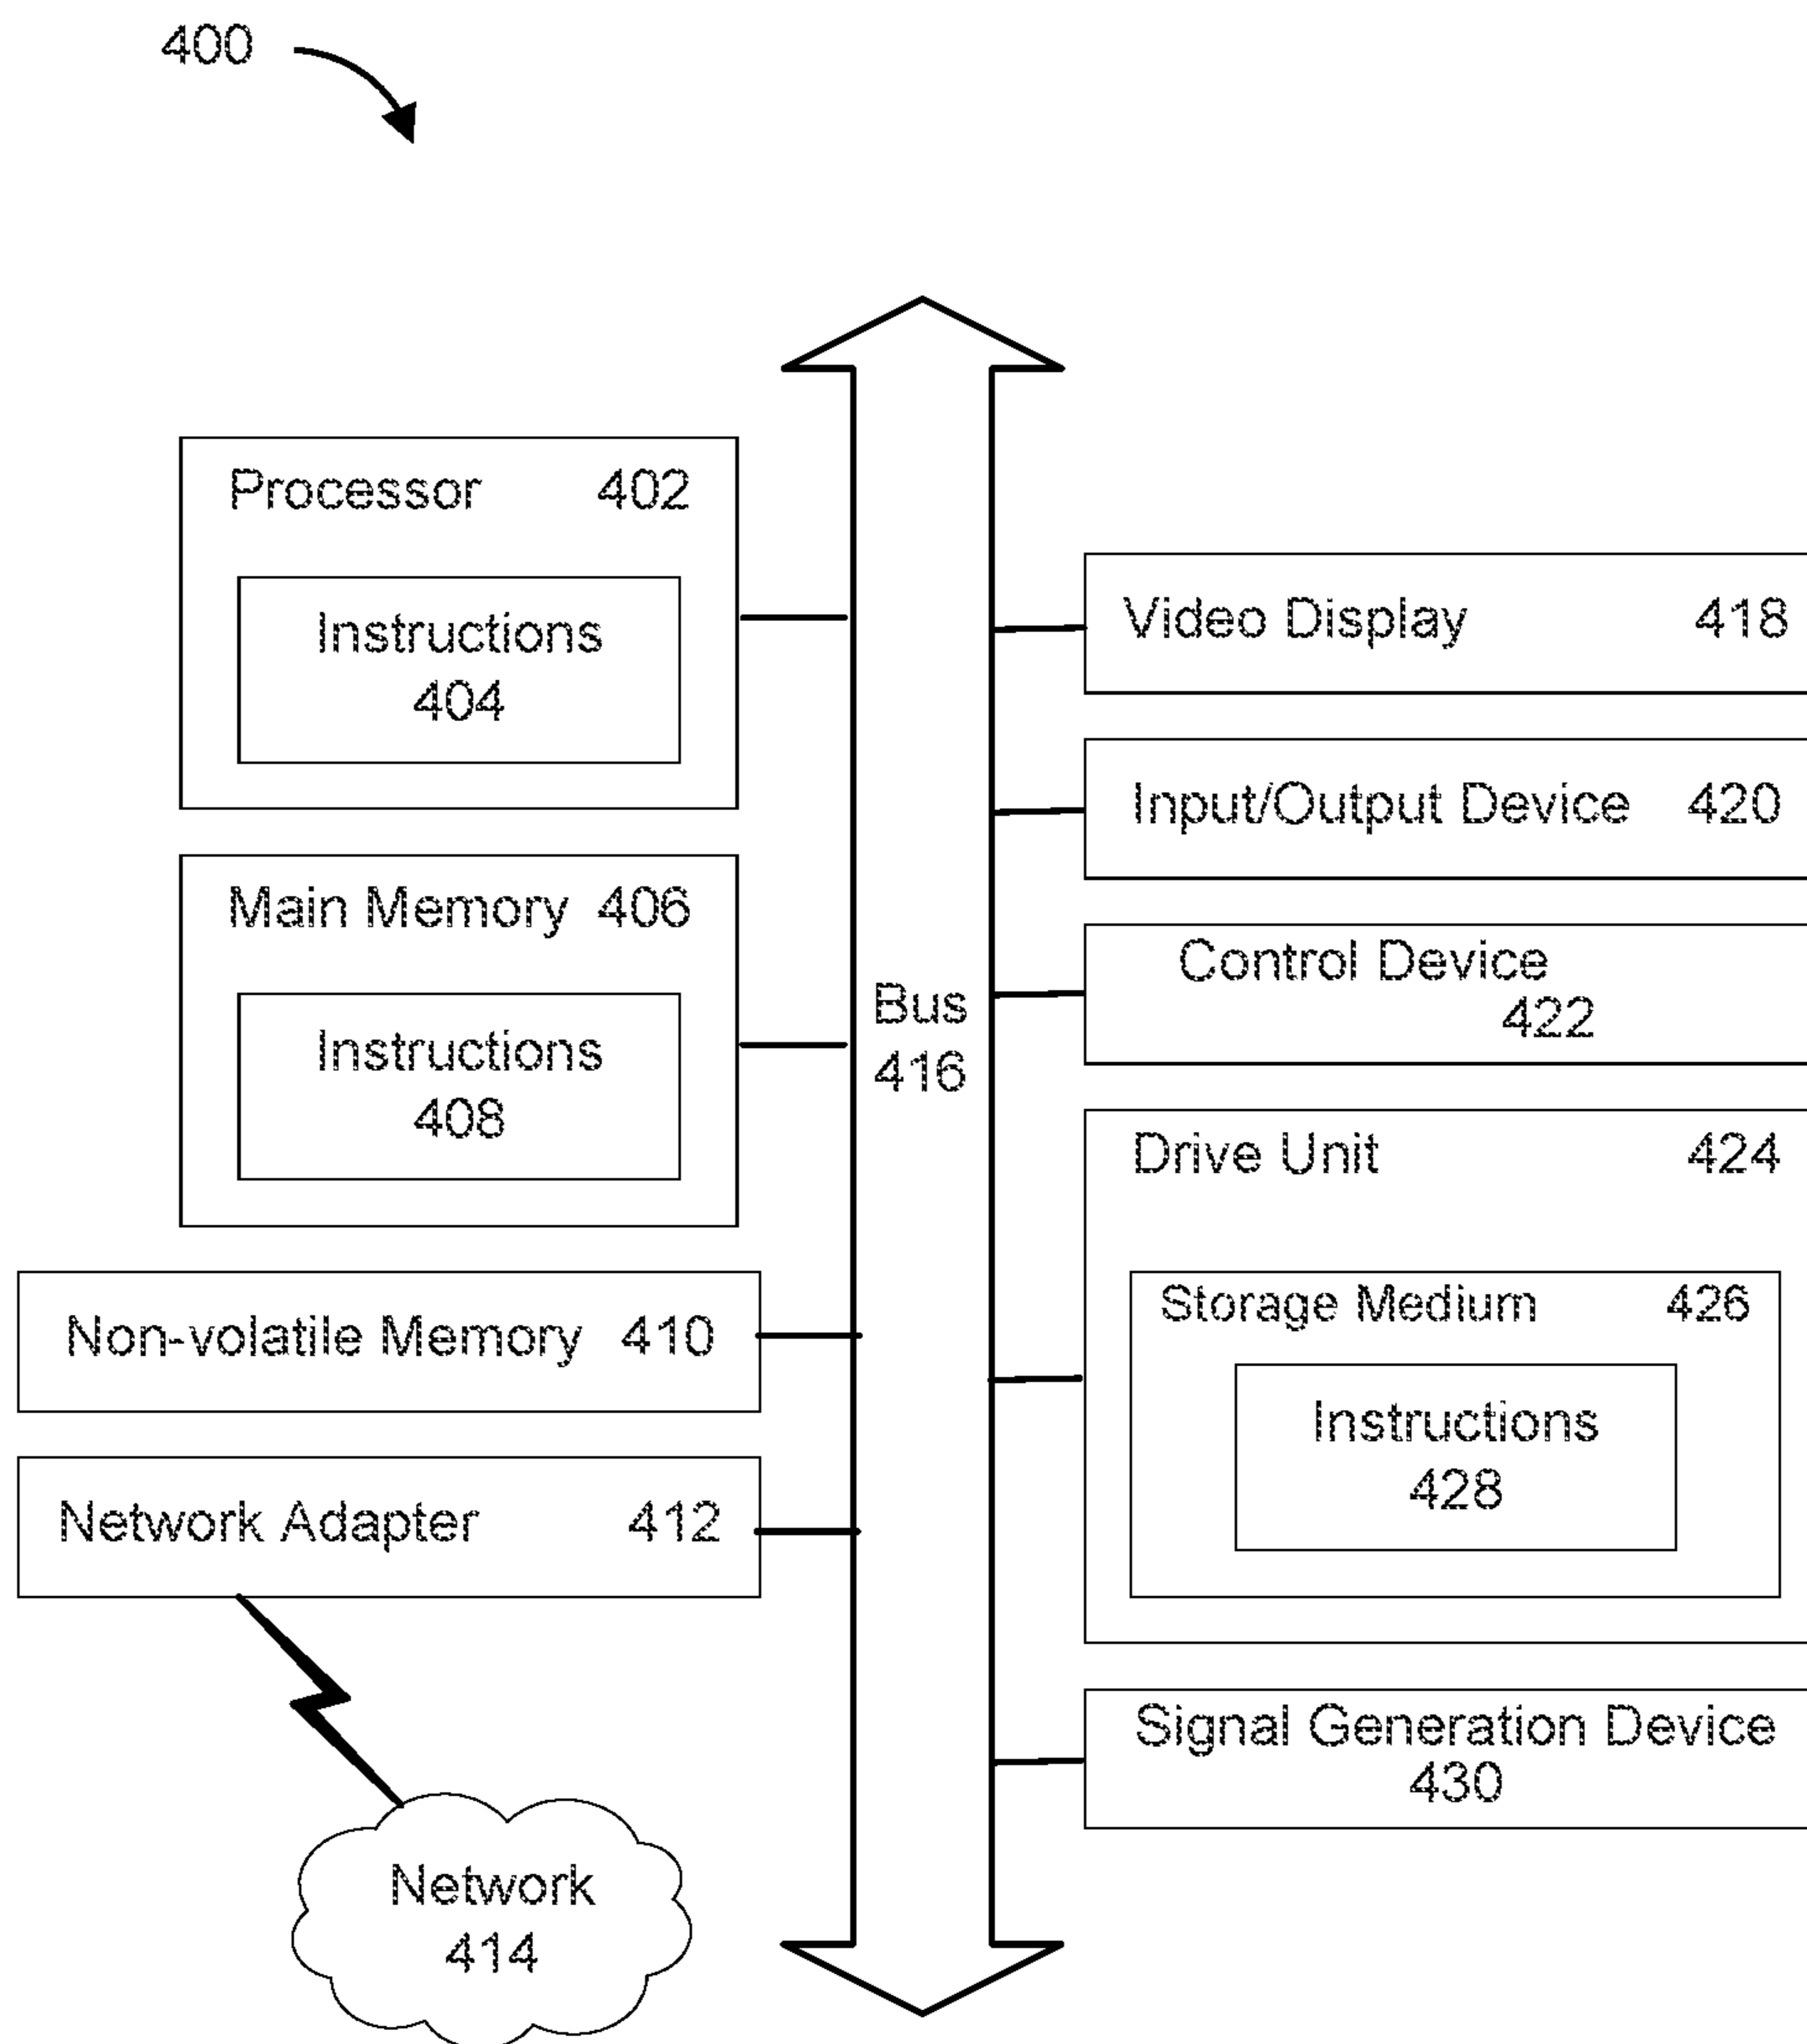 400
Processor 402
Instructions
404
Main Memory 406
Instructions
408
Non-volatile Memory 410
Network Adapter 412
Network
414
Bus
416
Video Display 418
Input/Output Device 420
Control Device
422
Drive Unit 424
Storage Medium 426
Instructions
428
Signal Generation Device
430